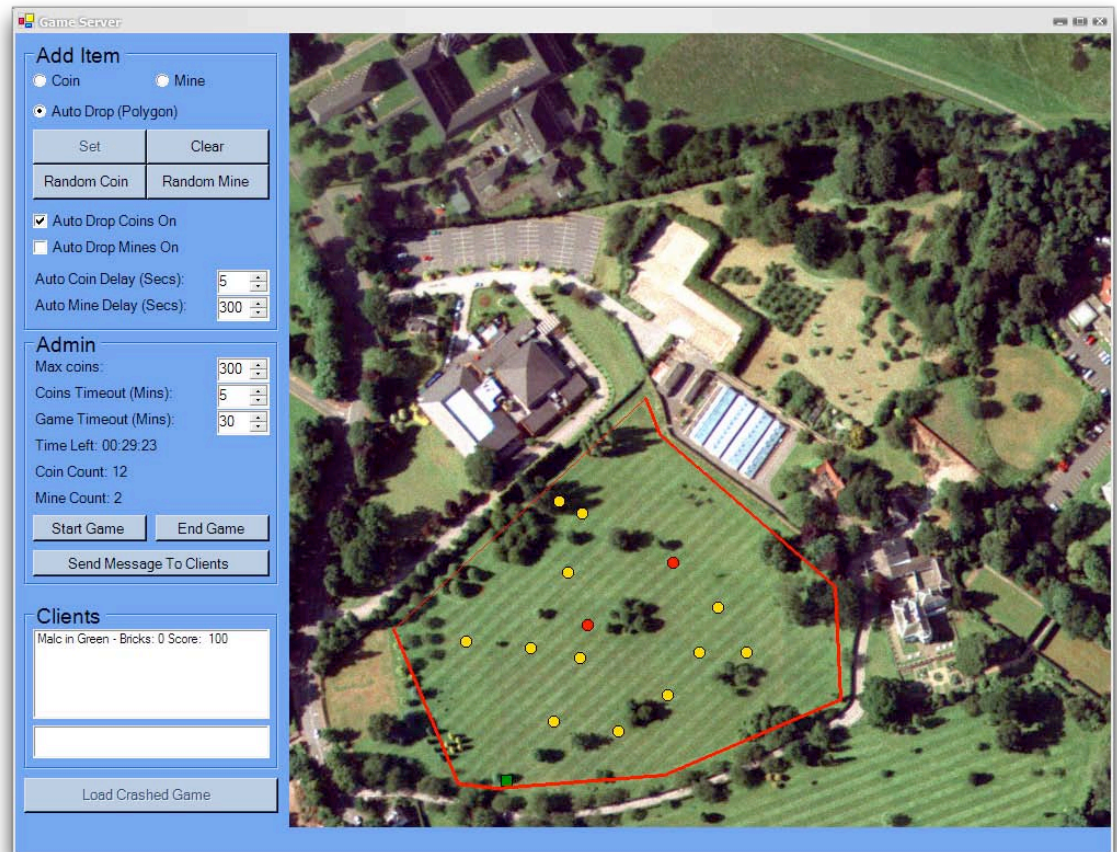 Game Server
Add Item
Coin Mine
Auto Drop (Polygon)
Set Clear
Random Coin Random Mine
Auto Drop Coins On
Auto Drop Mines On
Auto Coin Delay (Secs): 5
Auto Mine Delay (Secs): 300
Admin
Max coins: 300
Coins Timeout (Mins): 5
Game Timeout (Mins): 30
Time Left: 00:29:23
Coin Count: 12
Mine Count: 2
Start Game End Game
Send Message To Clients
Clients
Malc in Green - Bricks: 0 Score: 100
Load Crashed Game